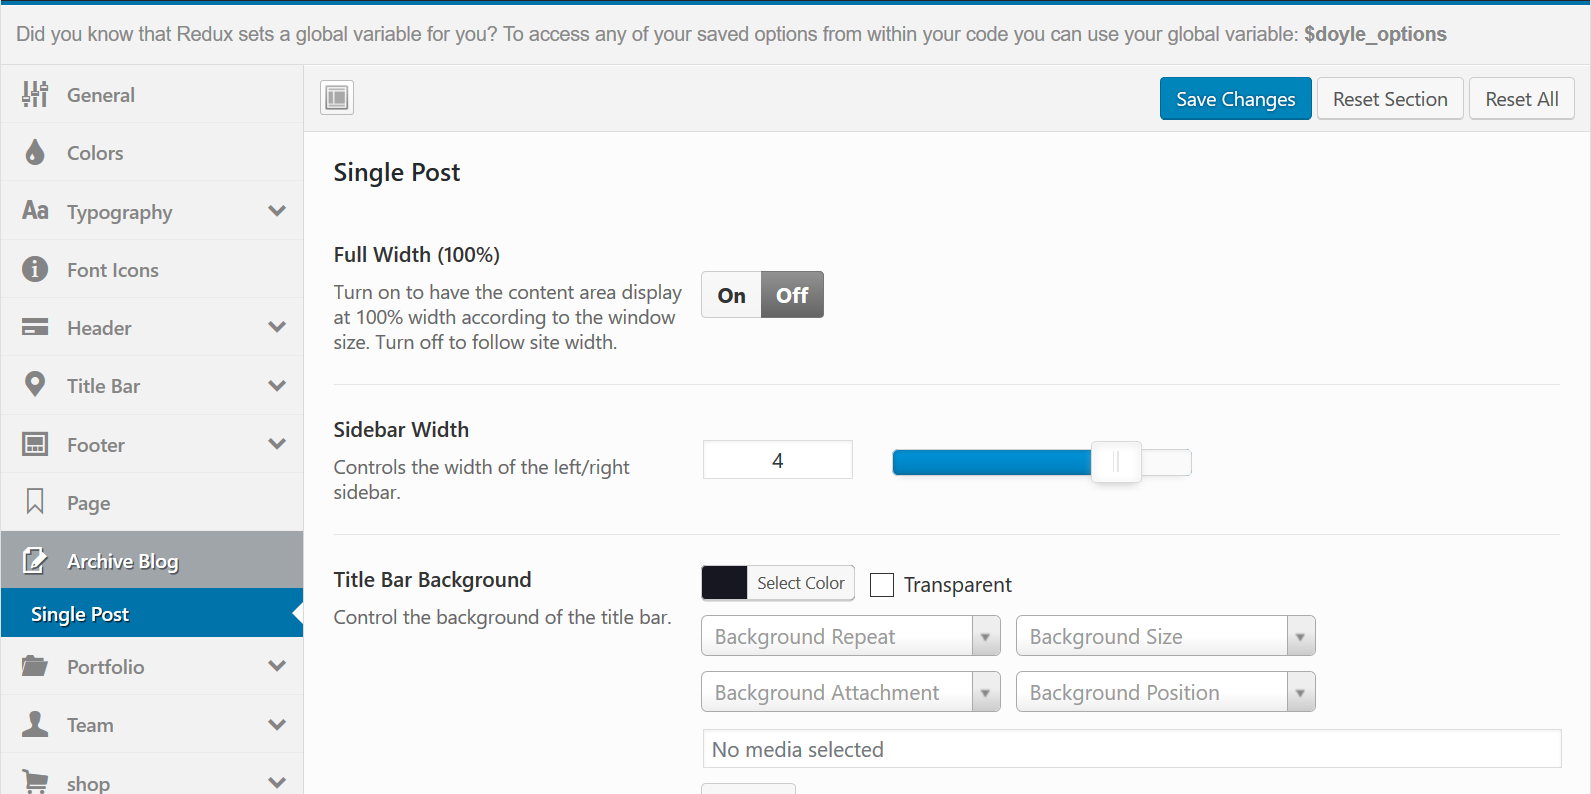 Did you know that Redux sets a global variable for you? To access any of your saved options from within your code you can use your global variable: $doyle_options
General
Colors
Aa Typography
Font Icons
Header
Title Bar
Footer
Page
Archive Blog
Single Post
Portfolio
Team
shop
Save Changes
Reset Section
Reset All
Single Post
Full Width (100%)
Turn on to have the content area display
at 100% width according to the window
size. Turn off to follow site width.
On Off
Sidebar Width
Controls the width of the left/right
sidebar.
4
Title Bar Background
Control the background of the title bar.
Select Color
Transparent
Background Repeat
Background Size
Background Attachment
Background Position
No media selected